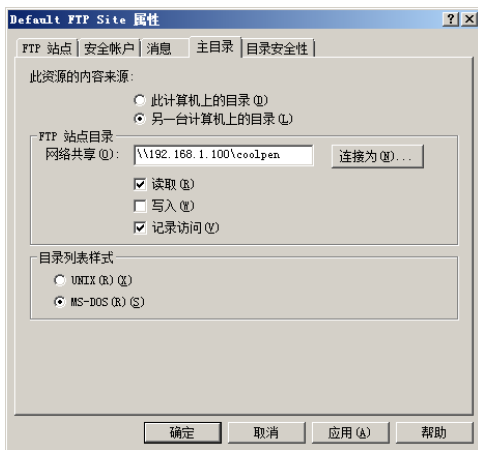 Default FTP Site 属性
FTP 站点 安全帐户 消息 主目录 目录安全性
此资源的内容来源:
此计算机上的目录(D)
另一台计算机上的目录(L)
FTP 站点目录
网络共享(O): \\192.168.1.100\coolpen 连接为(N)...
读取(R)
写入(W)
记录访问(V)
目录列表样式
UNIX(R)(X)
MS-DOS(R)(S)
确定 取消 应用(A) 帮助